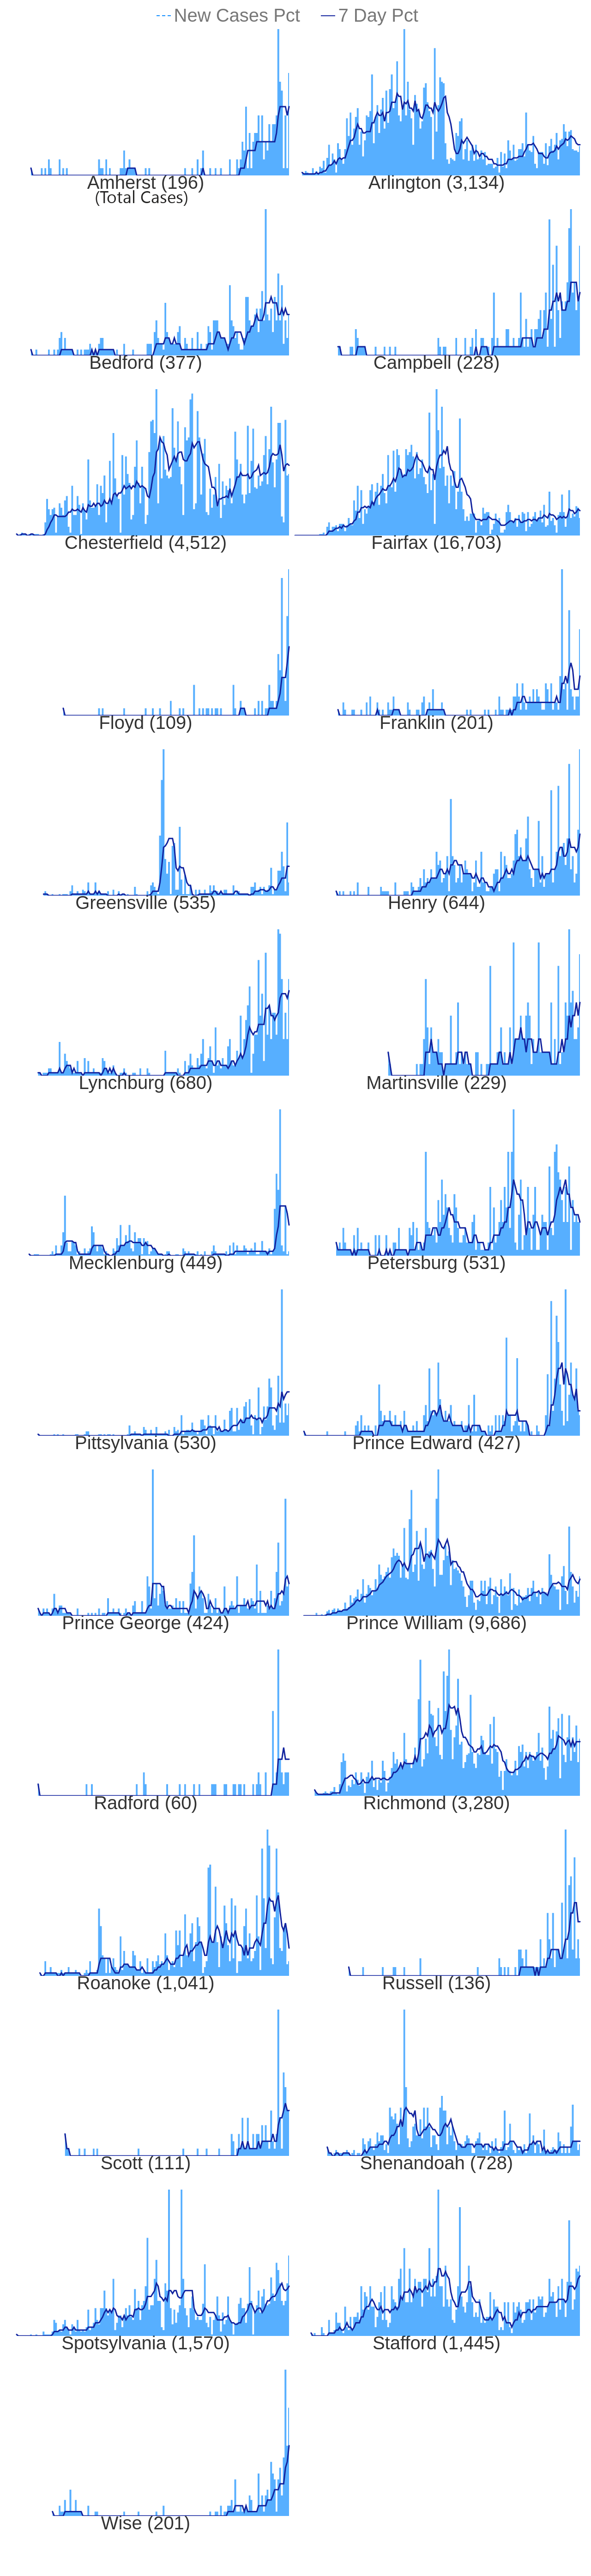 New Cases Pct 7 Day Pct
Amherst (196) Arlington (3,134)
(Total Cases)
Bedford (377) Campbell (228)
Chesterfield (4,512) Fairfax (16,703)
Floyd (109) Franklin (201)
Greensville (535) Henry (644)
Lynchburg (680) Martinsville (229)
Mecklenburg (449) Petersburg (531)
Pittsylvania (530) Prince Edward (427)
Prince George (424) Prince William (9,686)
Radford (60) Richmond (3,280)
Roanoke (1,041) Russell (136)
Scott (111) Shenandoah (728)
Spotsylvania (1,570) Stafford (1,445)
Wise (201)